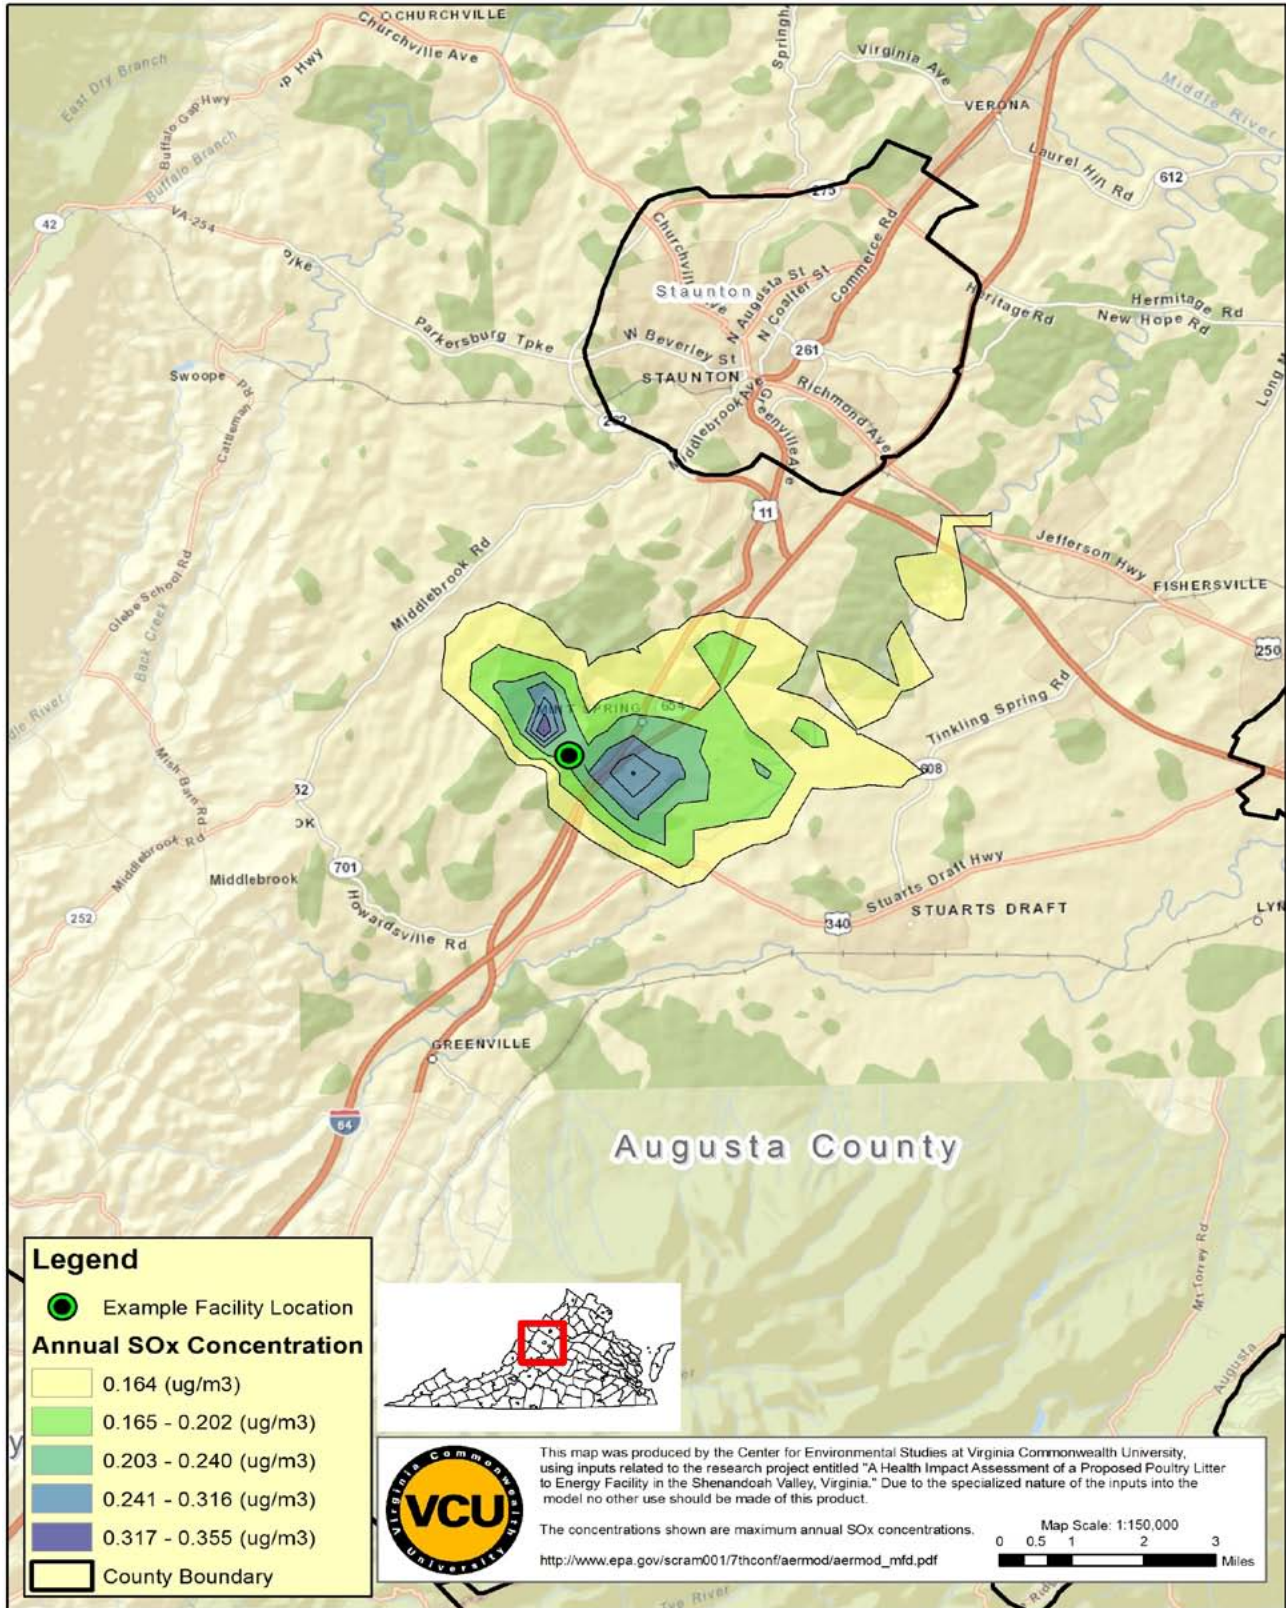 CHURCHVILLE
Churchville Ave
Virginia Ave
VERONA
Middle River
East Dry Branch
Buffalo Gap Hwy
Buffalo Branch
Laurel Hill Rd
612
42
VA-254
275
Churchville Ave
Commerce Rd
Staunton
N Augusta St
N Coalter St
Heritage Rd
Hermitage Rd
New Hope Rd
Parkersburg Tpke
W Beverley St
261
STAUNTON
Swoope
Richmond Ave
Middlebrook Ave
Greenville Ave
262
Cattleman
11
Jefferson Hwy
FISHERSVILLE
Middlebrook Rd
Glebe School Rd
Back Creek
250
MINT SPRING
654
Tinkling Spring Rd
608
Mish Barn Rd
Middlebrook Rd
701
Middlebrook
Stuarts Draft Hwy
STUARTS DRAFT
340
252
Howardsville Rd
GREENVILLE
64
Augusta County
Mt Torrey Rd
Augusta
Legend
Example Facility Location
Annual SOx Concentration
0.164 (ug/m3)
0.165 - 0.202 (ug/m3)
0.203 - 0.240 (ug/m3)
0.241 - 0.316 (ug/m3)
0.317 - 0.355 (ug/m3)
County Boundary
Virginia Commonwealth University
VCU
This map was produced by the Center for Environmental Studies at Virginia Commonwealth University,
using inputs related to the research project entitled "A Health Impact Assessment of a Proposed Poultry Litter
to Energy Facility in the Shenandoah Valley, Virginia." Due to the specialized nature of the inputs into the
model no other use should be made of this product.
The concentrations shown are maximum annual SOx concentrations.
http://www.epa.gov/scram001/7thconf/aermod/aermod_mfd.pdf
Map Scale: 1:150,000
0 0.5 1 2 3
Miles